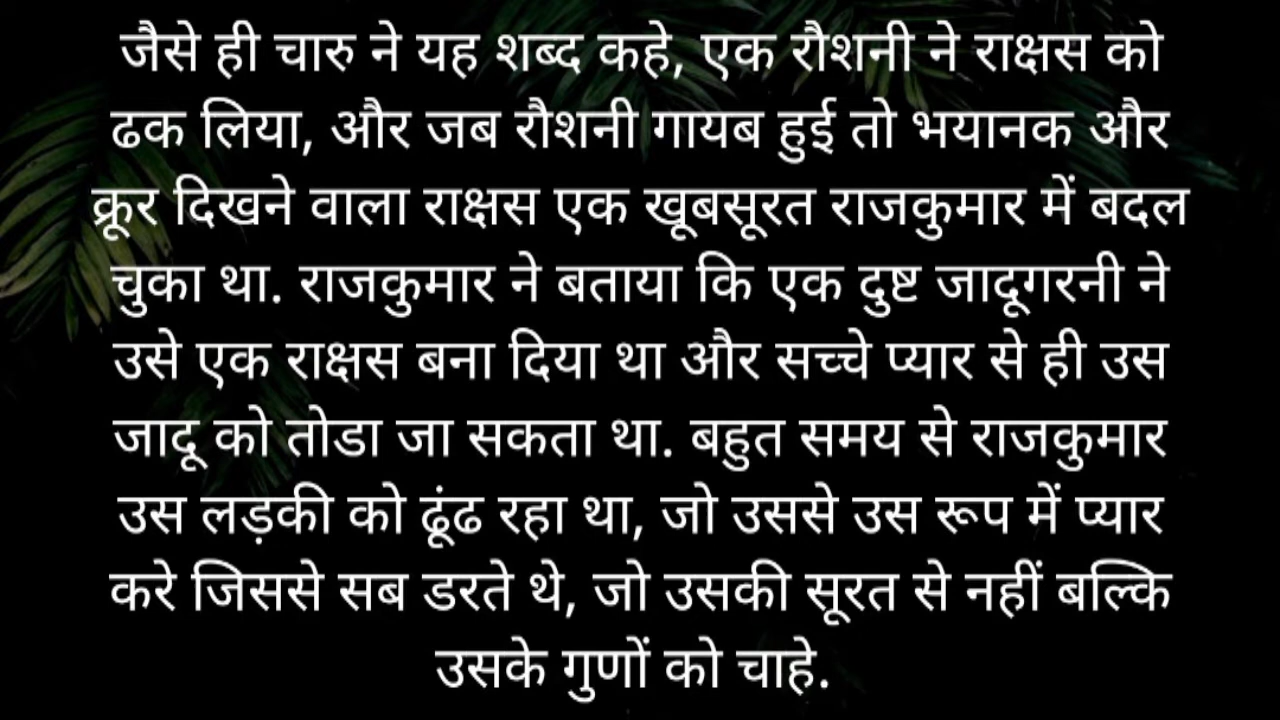 जैसे ही चारु ने यह शब्द कहे, एक रौशनी ने राक्षस को
ढक लिया, और जब रौशनी गायब हुई तो भयानक और
क्रूर दिखने वाला राक्षस एक खूबसूरत राजकुमार में बदल
चुका था. राजकुमार ने बताया कि एक दुष्ट जादूगरनी ने
उसे एक राक्षस बना दिया था और सच्चे प्यार से ही उस
जादू को तोडा जा सकता था. बहुत समय से राजकुमार
उस लड़की को ढूंढ रहा था, जो उससे उस रूप में प्यार
करे जिससे सब डरते थे, जो उसकी सूरत से नहीं बल्कि
उसके गुणों को चाहे.